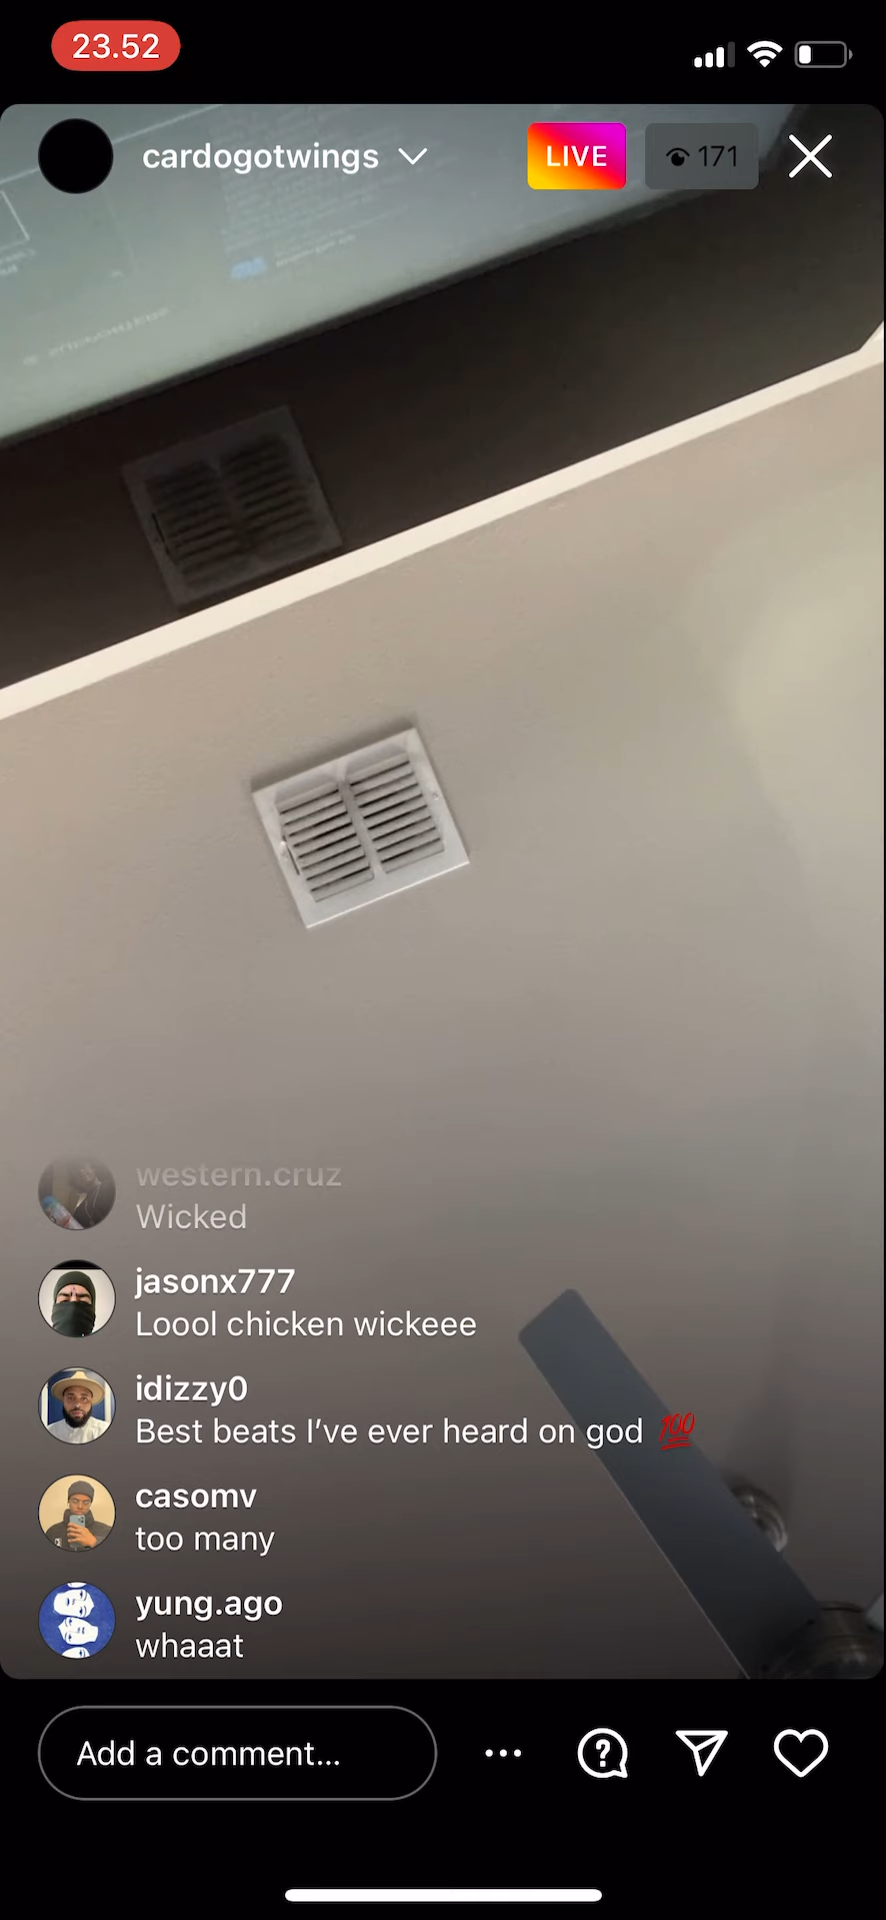 23.52
cardogotwings
LIVE
171
western.cruz
Wicked
jasonx777
Loool chicken wickeee
idizzy0
Best beats I’ve ever heard on god 💯
casomv
too many
yung.ago
whaaat
Add a comment...